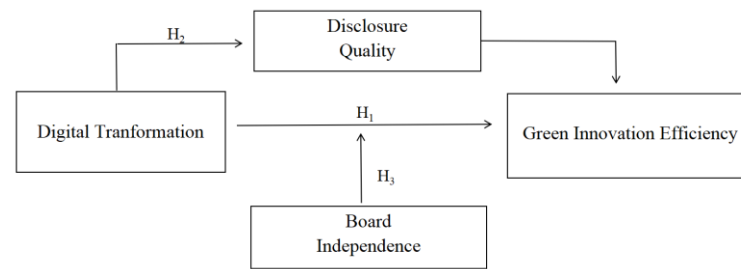 Disclosure
Quality
H₂
Digital Tranformation
H₁
Green Innovation Efficiency
H₃
Board
Independence